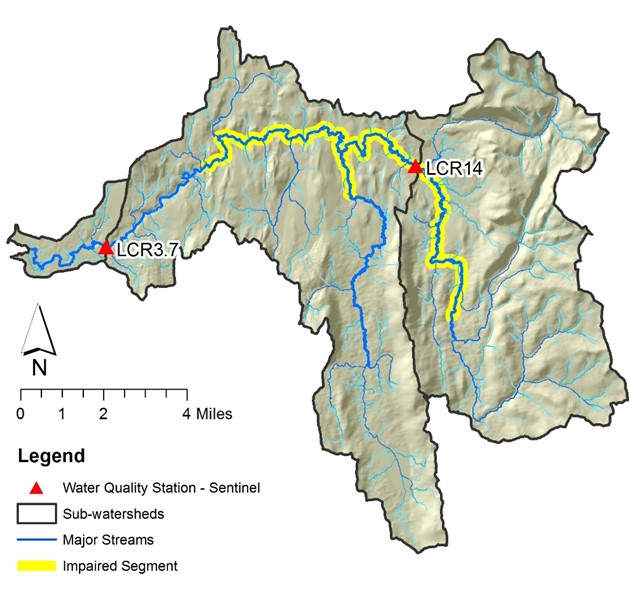 LCR14
LCR3.7
N
0 1 2 4 Miles
Legend
Water Quality Station - Sentinel
Sub-watersheds
Major Streams
Impaired Segment